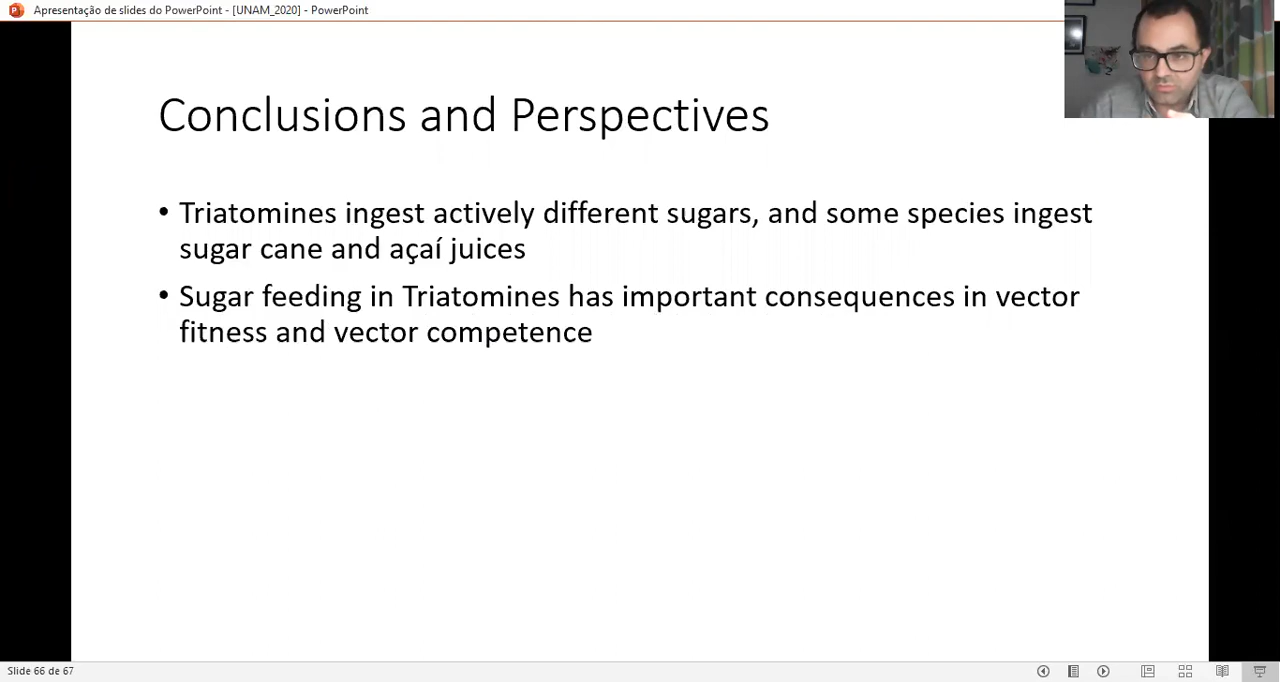 Apresentação de slides do PowerPoint - [UNAM_2020] - PowerPoint
Conclusions and Perspectives
• Triatomines ingest actively different sugars, and some species ingest
sugar cane and açaí juices
• Sugar feeding in Triatomines has important consequences in vector
fitness and vector competence
Slide 66 de 67